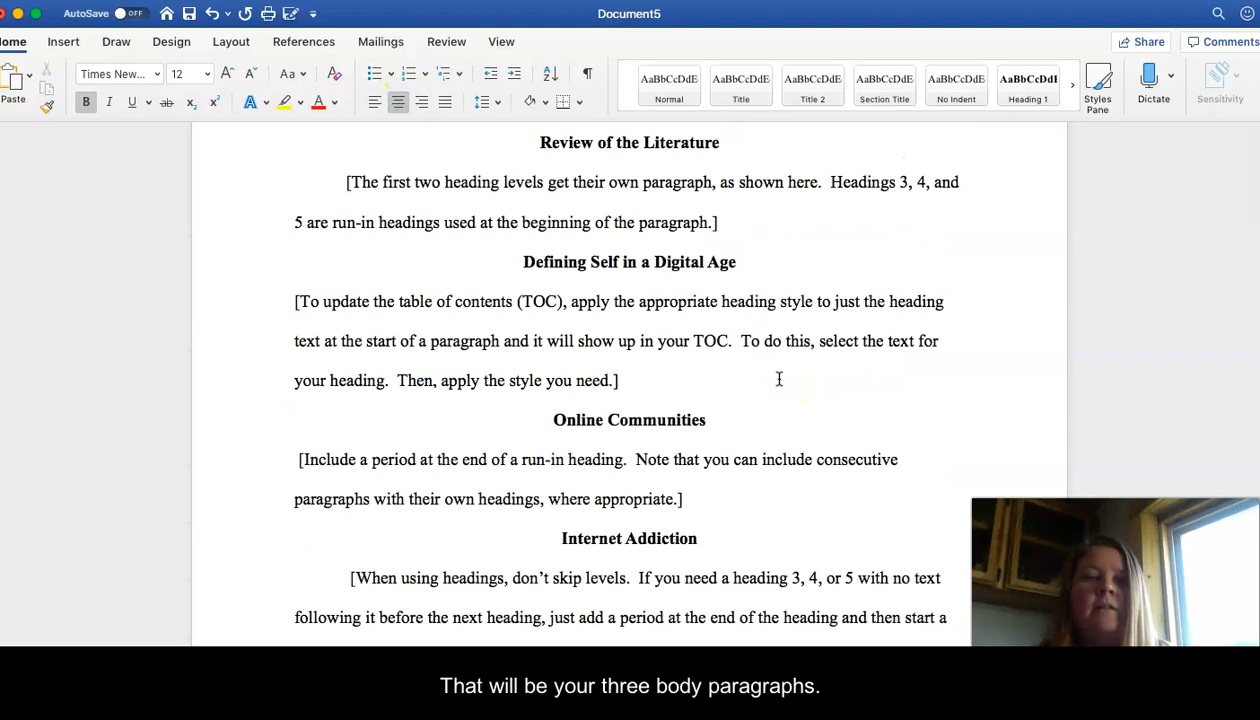 AutoSave OFF Document5
Home Insert Draw Design Layout References Mailings Review View Share Comments
Paste Times New... 12 Aa AaBbCcDdE AaBbCcDdE AaBbCcDdE AaBbCcDdE AaBbCcDdE AaBbCcDdI
B I U ab x₂ x² A A Normal Title Title 2 Section Title No Indent Heading 1 Styles Pane Dictate Sensitivity
Review of the Literature
[The first two heading levels get their own paragraph, as shown here.  Headings 3, 4, and
5 are run-in headings used at the beginning of the paragraph.]
Defining Self in a Digital Age
[To update the table of contents (TOC), apply the appropriate heading style to just the heading
text at the start of a paragraph and it will show up in your TOC.  To do this, select the text for
your heading.  Then, apply the style you need.]
Online Communities
[Include a period at the end of a run-in heading.  Note that you can include consecutive
paragraphs with their own headings, where appropriate.]
Internet Addiction
[When using headings, don’t skip levels.  If you need a heading 3, 4, or 5 with no text
following it before the next heading, just add a period at the end of the heading and then start a
That will be your three body paragraphs.